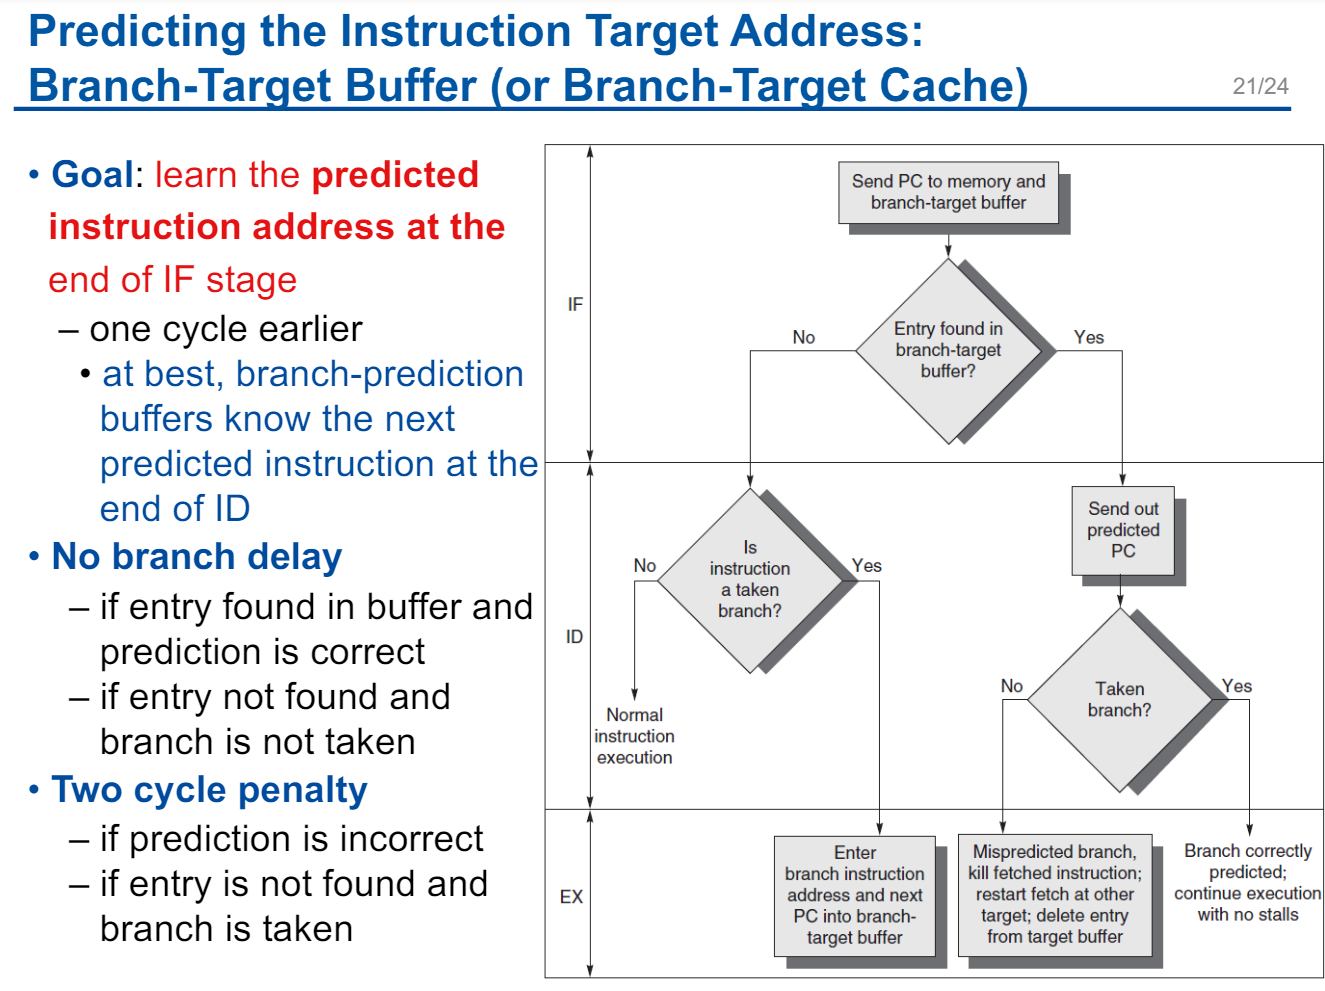 Predicting the Instruction Target Address:
Branch-Target Buffer (or Branch-Target Cache)
21/24
• Goal: learn the predicted
instruction address at the
end of IF stage
– one cycle earlier
• at best, branch-prediction
buffers know the next
predicted instruction at the
end of ID
• No branch delay
– if entry found in buffer and
prediction is correct
– if entry not found and
branch is not taken
• Two cycle penalty
– if prediction is incorrect
– if entry is not found and
branch is taken
IF
Send PC to memory and
branch-target buffer
Entry found in
branch-target
buffer?
No
Yes
ID
Is
instruction
a taken
branch?
No
Yes
Normal
instruction
execution
Send out
predicted
PC
Taken
branch?
No
Yes
EX
Enter
branch instruction
address and next
PC into branch-
target buffer
Mispredicted branch,
kill fetched instruction;
restart fetch at other
target; delete entry
from target buffer
Branch correctly
predicted;
continue execution
with no stalls